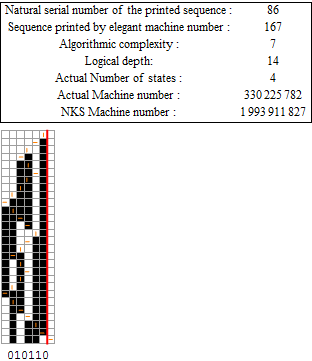 Natural serial number of the printed sequence : 86
Sequence printed by elegant machine number : 167
Algorithmic complexity : 7
Logical depth: 14
Actual Number of states : 4
Actual Machine number : 330 225 782
NKS Machine number : 1 993 911 827
010110